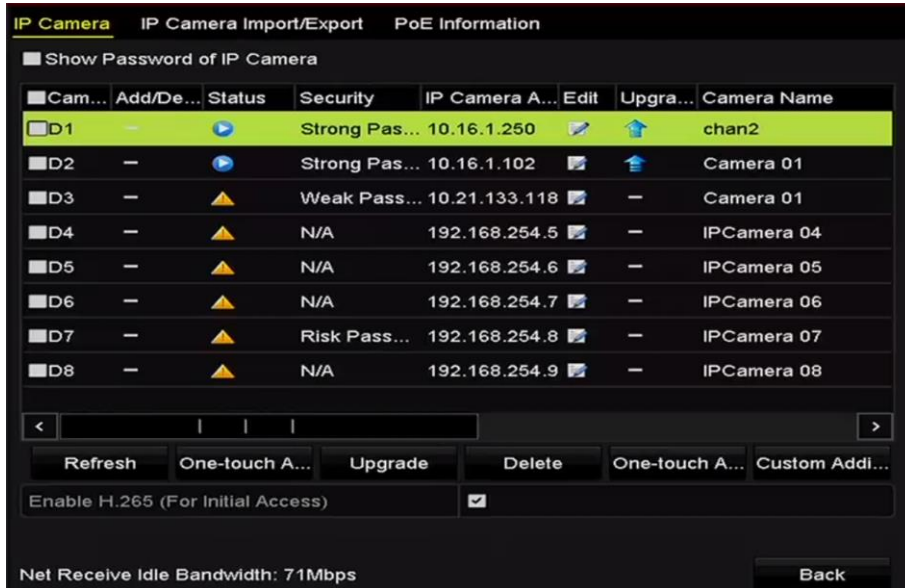 IP Camera IP Camera Import/Export PoE Information
Show Password of IP Camera
Cam... Add/De... Status Security IP Camera A... Edit Upgra... Camera Name
D1 — Strong Pas... 10.16.1.250 chan2
D2 — Strong Pas... 10.16.1.102 Camera 01
D3 — Weak Pass... 10.21.133.118 — Camera 01
D4 — N/A 192.168.254.5 — IPCamera 04
D5 — N/A 192.168.254.6 — IPCamera 05
D6 — N/A 192.168.254.7 — IPCamera 06
D7 — Risk Pass... 192.168.254.8 — IPCamera 07
D8 — N/A 192.168.254.9 — IPCamera 08
< >
Refresh One-touch A... Upgrade Delete One-touch A... Custom Addi...
Enable H.265 (For Initial Access)
Net Receive Idle Bandwidth: 71Mbps Back